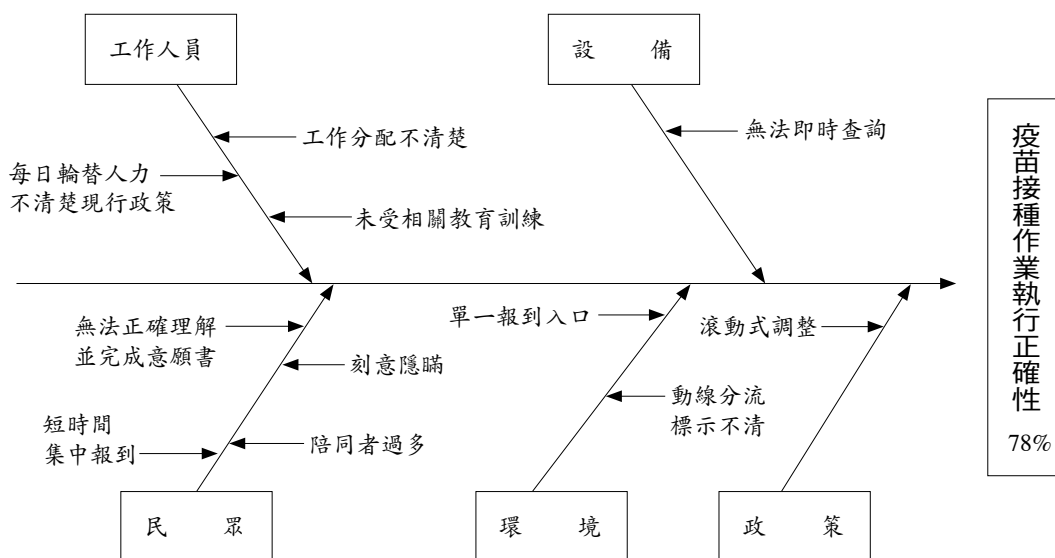 工作人員
設 備
工作分配不清楚
無法即時查詢
每日輪替人力
不清楚現行政策
未受相關教育訓練
疫苗接種作業執行正確性
78%
無法正確理解
並完成意願書
單一報到入口
滾動式調整
刻意隱瞞
動線分流
標示不清
短時間
集中報到
陪同者過多
民 眾
環 境
政 策